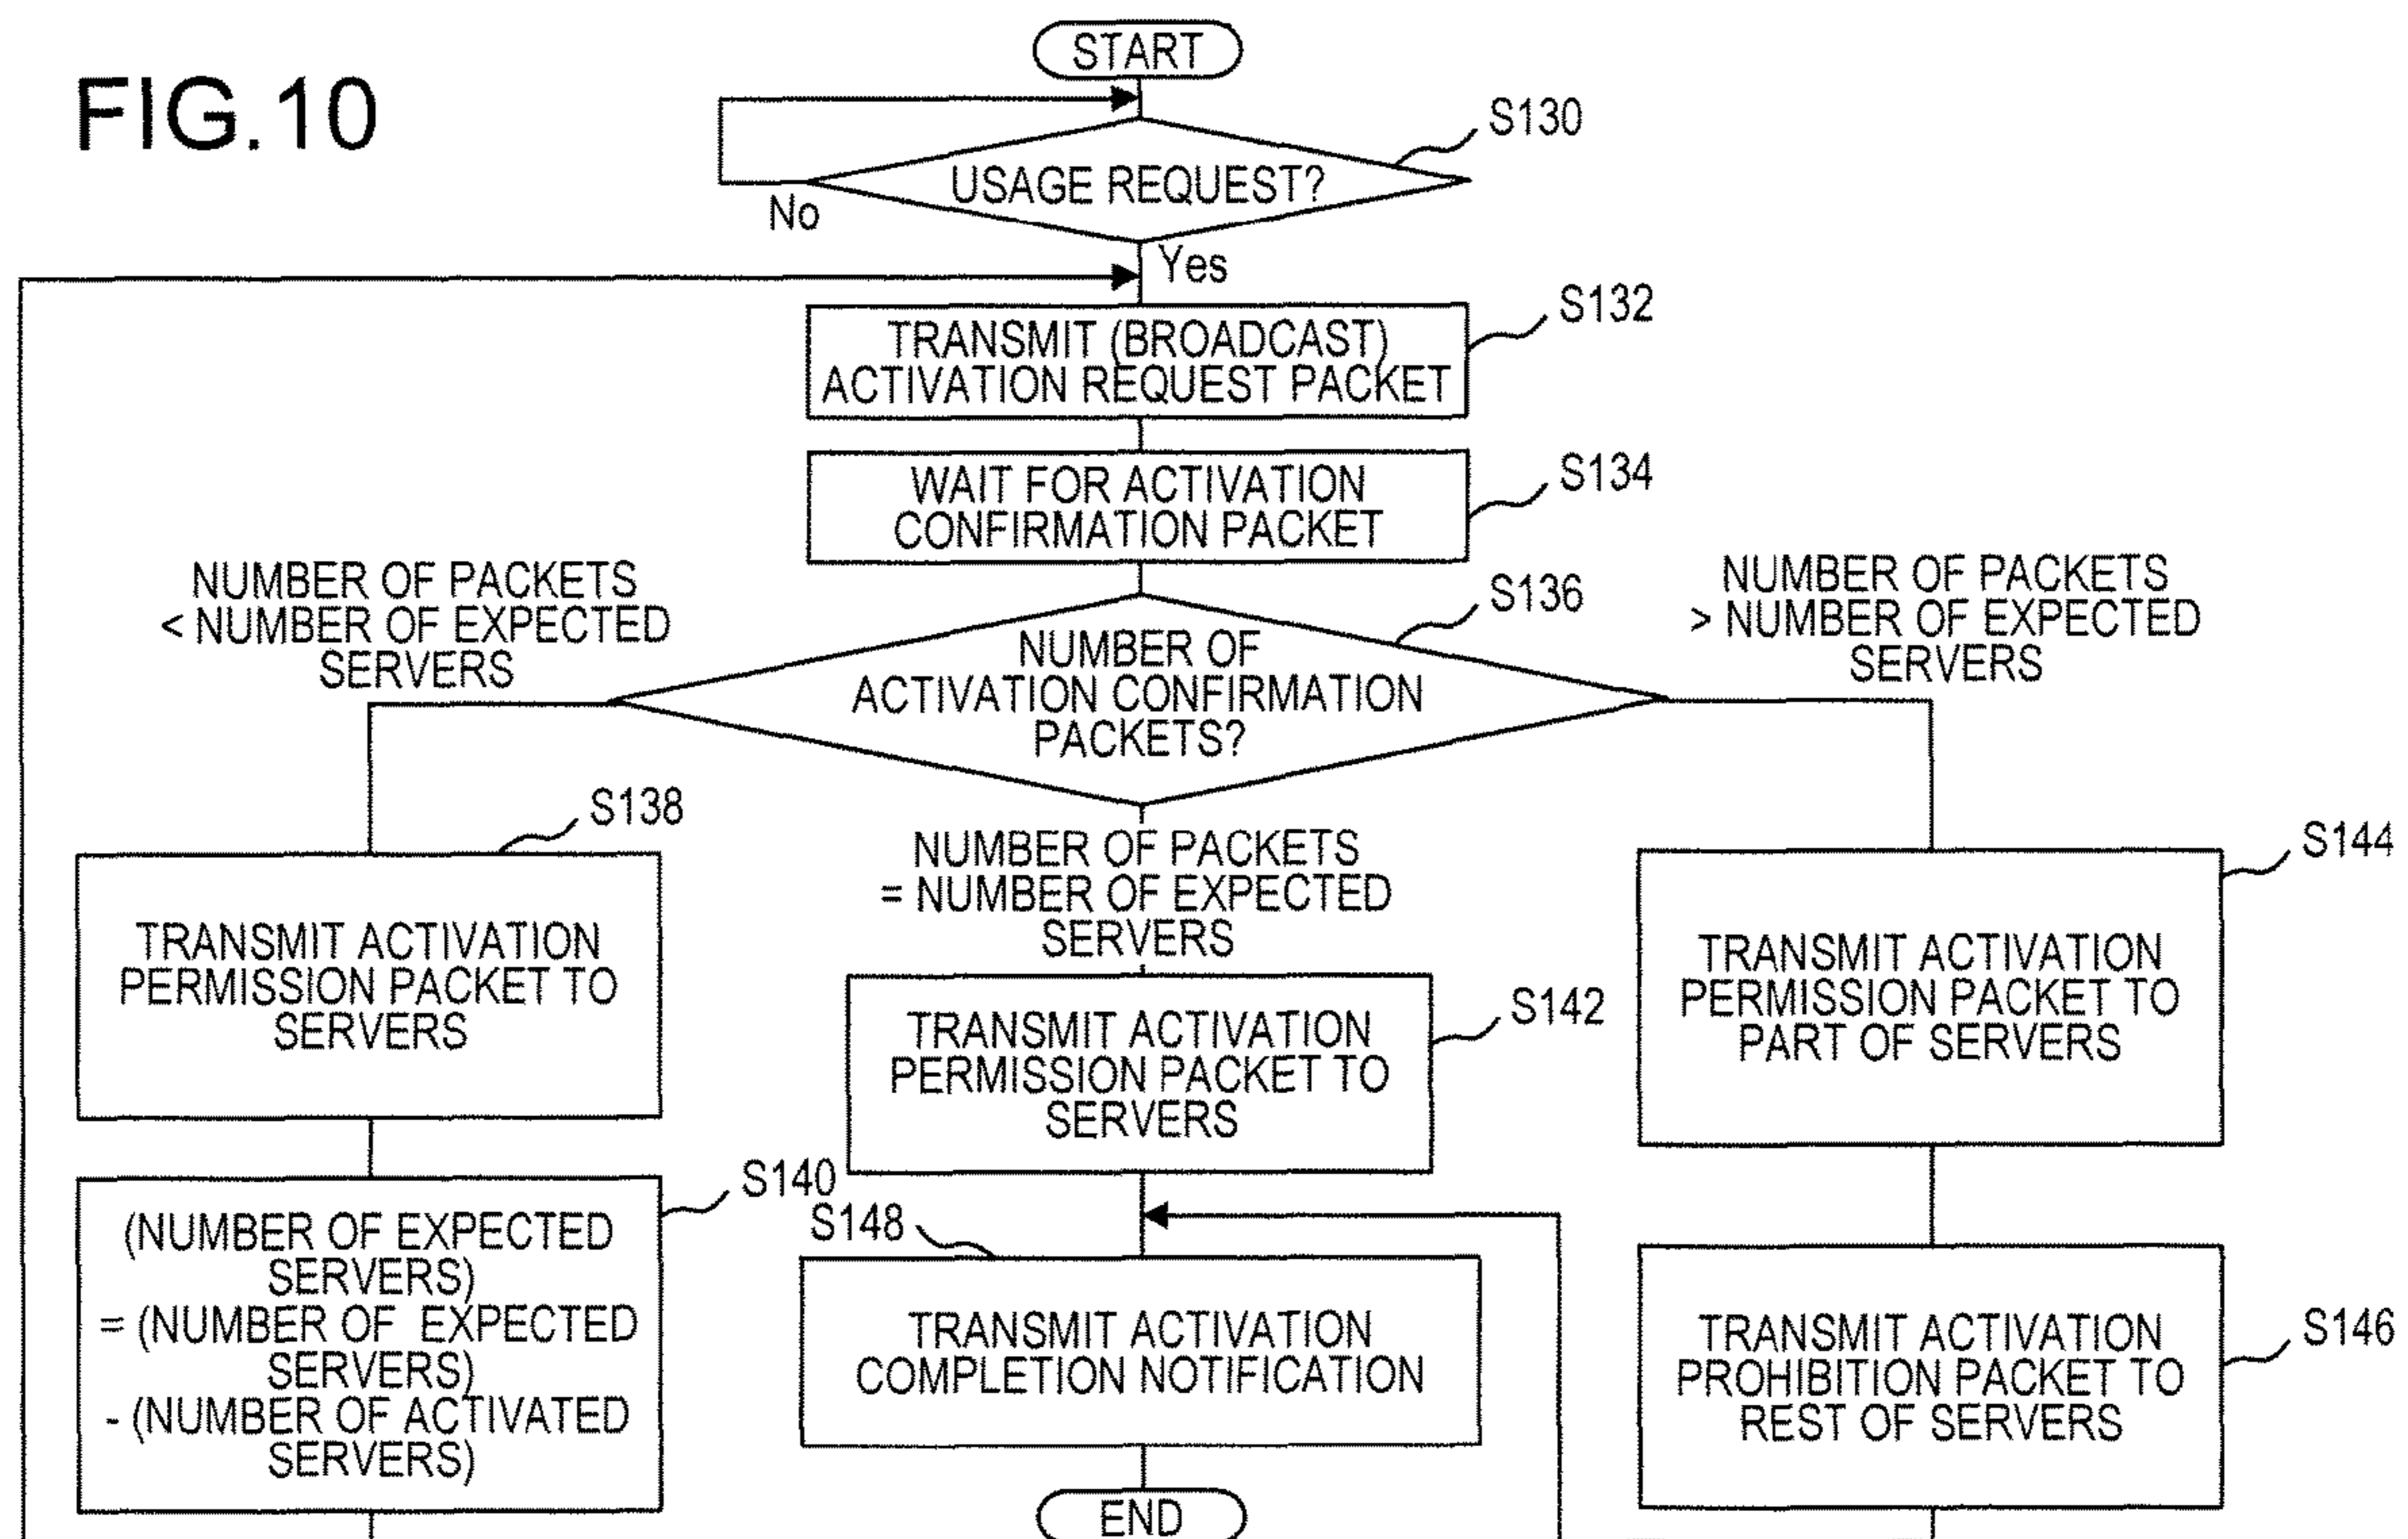 FIG.10
START
S130
USAGE REQUEST?
No
Yes
S132
TRANSMIT (BROADCAST)
ACTIVATION REQUEST PACKET
S134
WAIT FOR ACTIVATION
CONFIRMATION PACKET
S136
NUMBER OF
ACTIVATION CONFIRMATION
PACKETS?
NUMBER OF PACKETS
< NUMBER OF EXPECTED
SERVERS
NUMBER OF PACKETS
> NUMBER OF EXPECTED
SERVERS
NUMBER OF PACKETS
= NUMBER OF EXPECTED
SERVERS
S138
TRANSMIT ACTIVATION
PERMISSION PACKET TO
SERVERS
S140
(NUMBER OF EXPECTED
SERVERS)
= (NUMBER OF EXPECTED
SERVERS)
- (NUMBER OF ACTIVATED
SERVERS)
S142
TRANSMIT ACTIVATION
PERMISSION PACKET TO
SERVERS
S148
TRANSMIT ACTIVATION
COMPLETION NOTIFICATION
END
S144
TRANSMIT ACTIVATION
PERMISSION PACKET TO
PART OF SERVERS
S146
TRANSMIT ACTIVATION
PROHIBITION PACKET TO
REST OF SERVERS